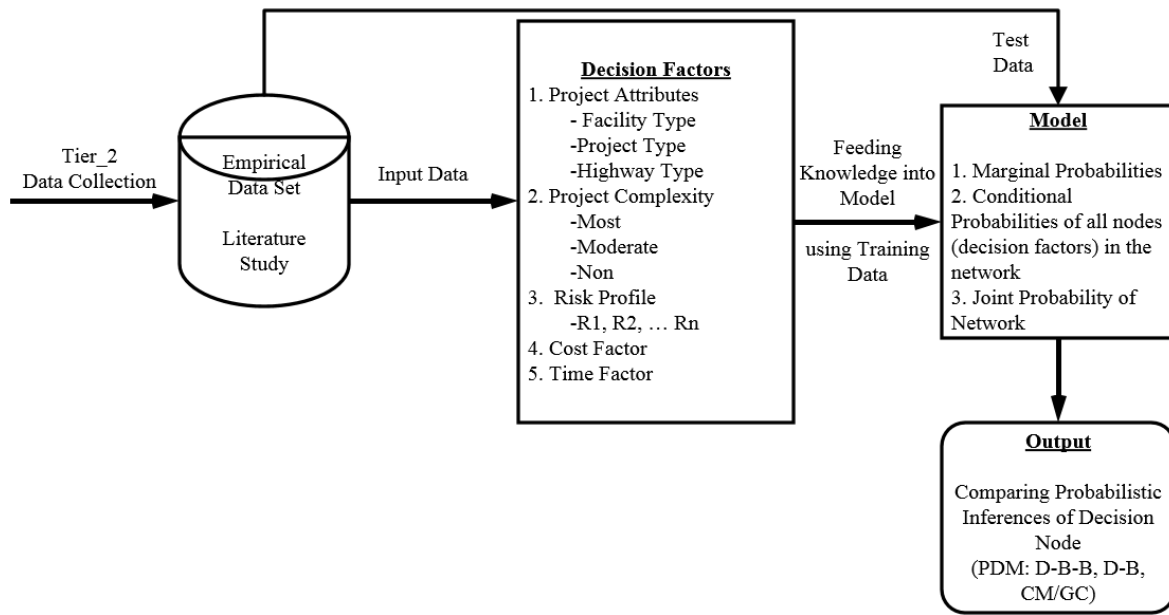 Tier_2
Data Collection
Empirical
Data Set
Literature
Study
Input Data
Decision Factors
1. Project Attributes
- Facility Type
-Project Type
-Highway Type
2. Project Complexity
-Most
-Moderate
-Non
3. Risk Profile
-R1, R2, … Rn
4. Cost Factor
5. Time Factor
Feeding
Knowledge into
Model
using Training
Data
Test
Data
Model
1. Marginal Probabilities
2. Conditional
Probabilities of all nodes
(decision factors) in the
network
3. Joint Probability of
Network
Output
Comparing Probabilistic
Inferences of Decision
Node
(PDM: D-B-B, D-B,
CM/GC)